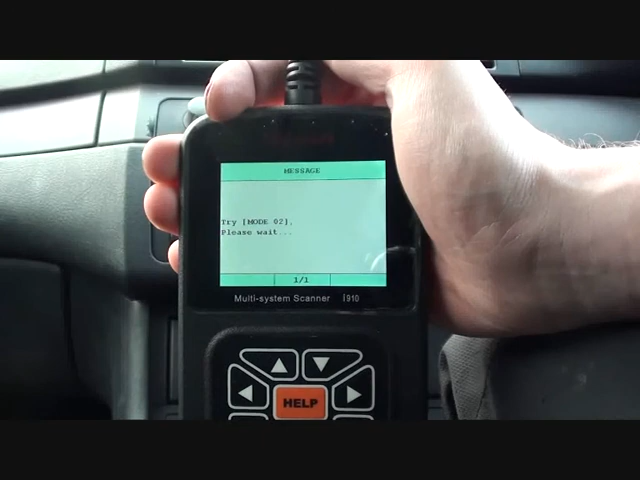 MESSAGE
Try [MODE 02],
Please wait...
1/1
Multi-system Scanner i910
HELP